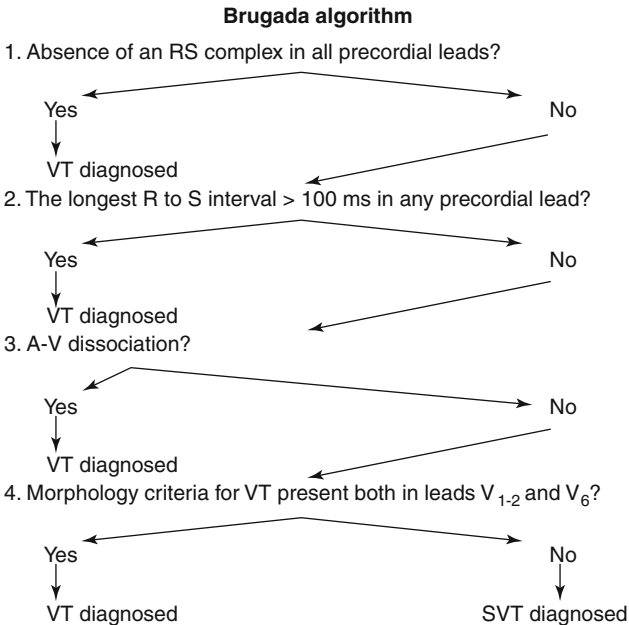 Brugada algorithm
1. Absence of an RS complex in all precordial leads?
Yes No
VT diagnosed
2. The longest R to S interval > 100 ms in any precordial lead?
Yes No
VT diagnosed
3. A-V dissociation?
Yes No
VT diagnosed
4. Morphology criteria for VT present both in leads V1-2 and V6?
Yes No
VT diagnosed SVT diagnosed